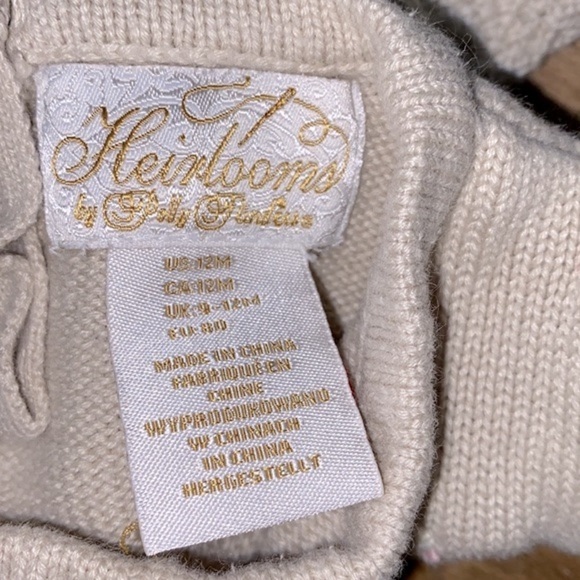 Heirlooms
by Polly Flinders
US 12M
CA 12M
UK 9-12M
EU 80
MADE IN CHINA
FABRIQUE EN
CHINE
WYPRODUKOWANO
W CHINACH
IN CHINA
HERGESTELLT